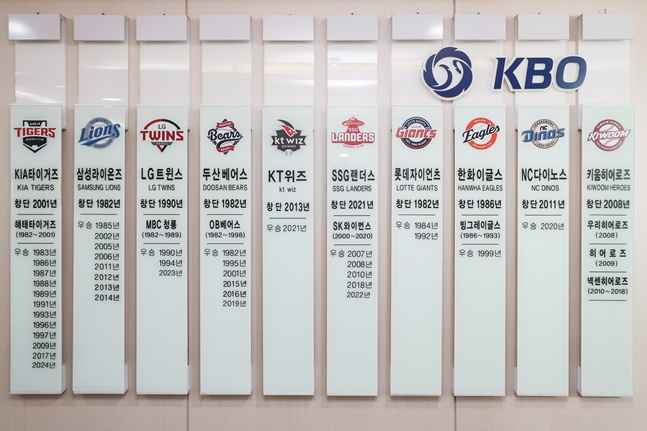 KBO
KIA
TIGERS
KIA타이거즈
KIA TIGERS
창단 2001년
해태타이거즈
(1982~2001)
우승 1983년
1986년
1987년
1988년
1989년
1991년
1993년
1996년
1997년
2009년
2017년
2024년
Lions
삼성라이온즈
SAMSUNG LIONS
창단 1982년
우승 1985년
2002년
2005년
2006년
2011년
2012년
2013년
2014년
LG
TWINS
LG트윈스
LG TWINS
창단 1990년
MBC 청룡
(1982~1989)
우승 1990년
1994년
2023년
Bears
두산베어스
DOOSAN BEARS
창단 1982년
OB베어스
(1982~1998)
우승 1982년
1995년
2001년
2015년
2016년
2019년
kt wiz
KT위즈
kt wiz
창단 2013년
우승 2021년
SSG
LANDERS
SSG랜더스
SSG LANDERS
창단 2021년
SK와이번스
(2000~2020)
우승 2007년
2008년
2010년
2018년
2022년
Giants
롯데자이언츠
LOTTE GIANTS
창단 1982년
우승 1984년
1992년
Eagles
한화이글스
HANWHA EAGLES
창단 1986년
빙그레이글스
(1986~1993)
우승 1999년
NC
Dinos
NC다이노스
NC DINOS
창단 2011년
우승 2020년
KIWOOM
키움히어로즈
KIWOOM HEROES
창단 2008년
우리히어로즈
(2008)
히어로즈
(2009)
넥센히어로즈
(2010~2018)